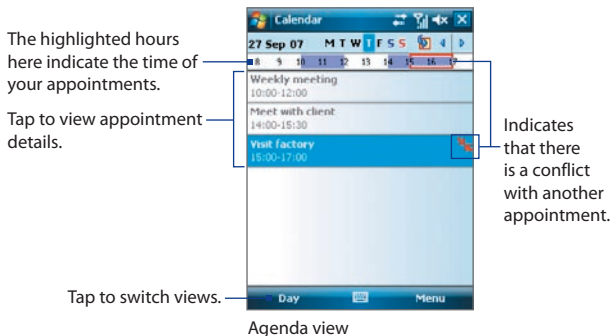 The highlighted hours
here indicate the time of
your appointments.
Tap to view appointment
details.
Calendar
27 Sep 07 M T W T F S S
8 9 10 11 12 13 14 15 16 17
Weekly meeting
10:00-12:00
Meet with client
14:00-15:30
Visit factory
15:00-17:00
Indicates
that there
is a conflict
with another
appointment.
Tap to switch views.
Day Menu
Agenda view